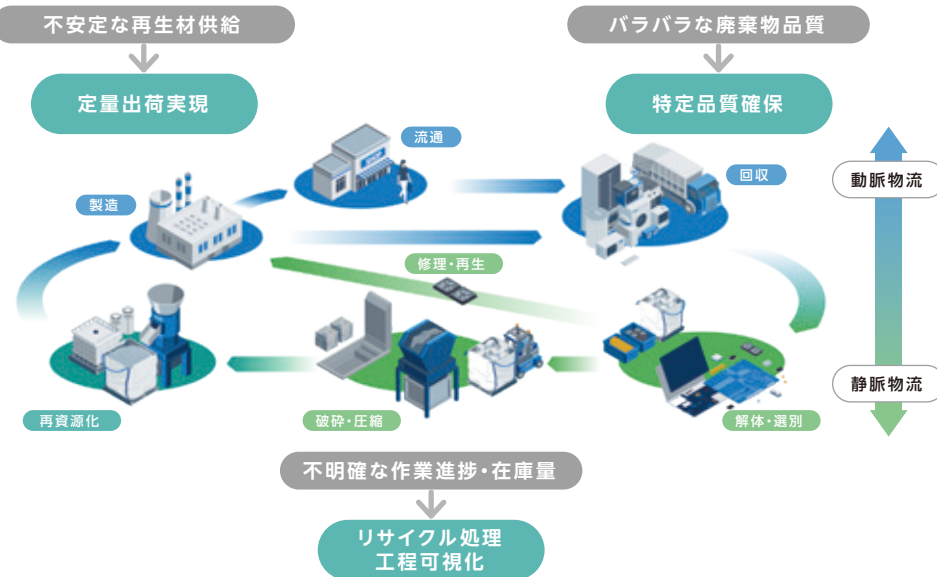 不安定な再生材供給
バラバラな廃棄物品質
定量出荷実現
特定品質確保
流通
SHOP
回収
動脈物流
製造
修理・再生
静脈物流
再資源化
破砕・圧縮
解体・選別
不明確な作業進捗・在庫量
リサイクル処理
工程可視化